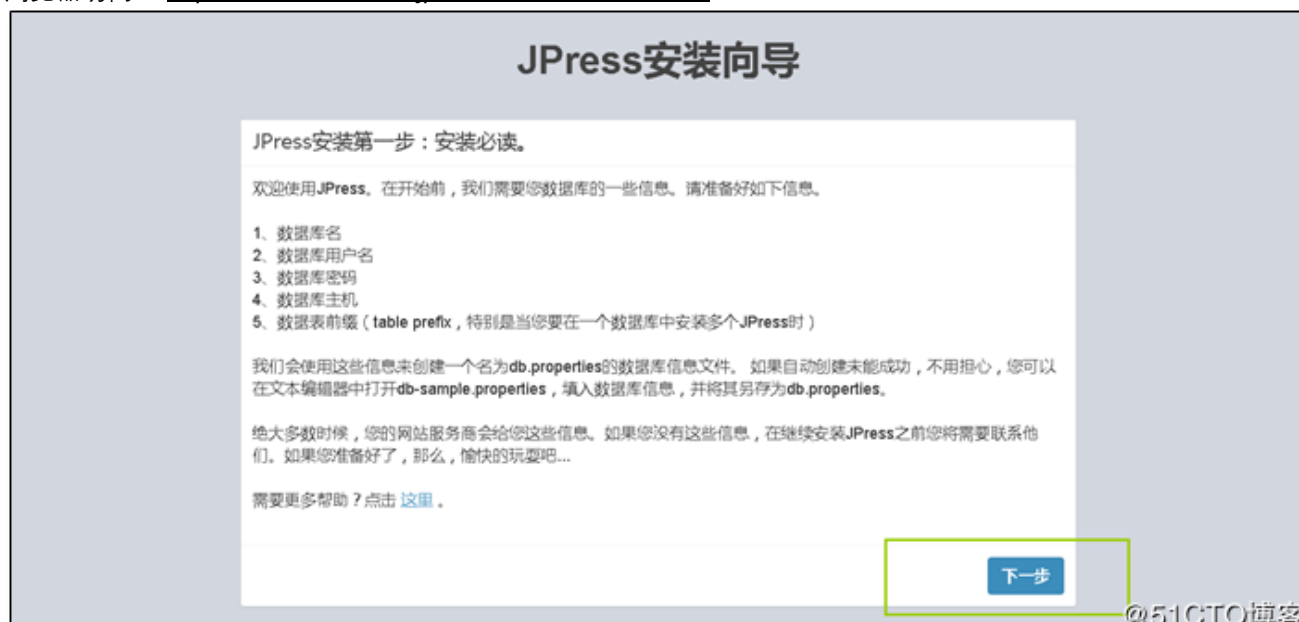 JPress安装向导
JPress安装第一步：安装必读。
欢迎使用JPress。在开始前，我们需要您数据库的一些信息。请准备好如下信息。
1、数据库名
2、数据库用户名
3、数据库密码
4、数据库主机
5、数据表前缀（table prefix，特别是当您要在一个数据库中安装多个JPress时）
我们会使用这些信息来创建一个名为db.properties的数据库信息文件。 如果自动创建未能成功，不用担心，您可以
在文本编辑器中打开db-sample.properties，填入数据库信息，并将其另存为db.properties。
绝大多数时候，您的网站服务商会给您这些信息。如果您没有这些信息，在继续安装JPress之前您将需要联系他
们。如果您准备好了，那么，愉快的玩耍吧...
需要更多帮助？点击 这里 。
下一步
@51CTO博客